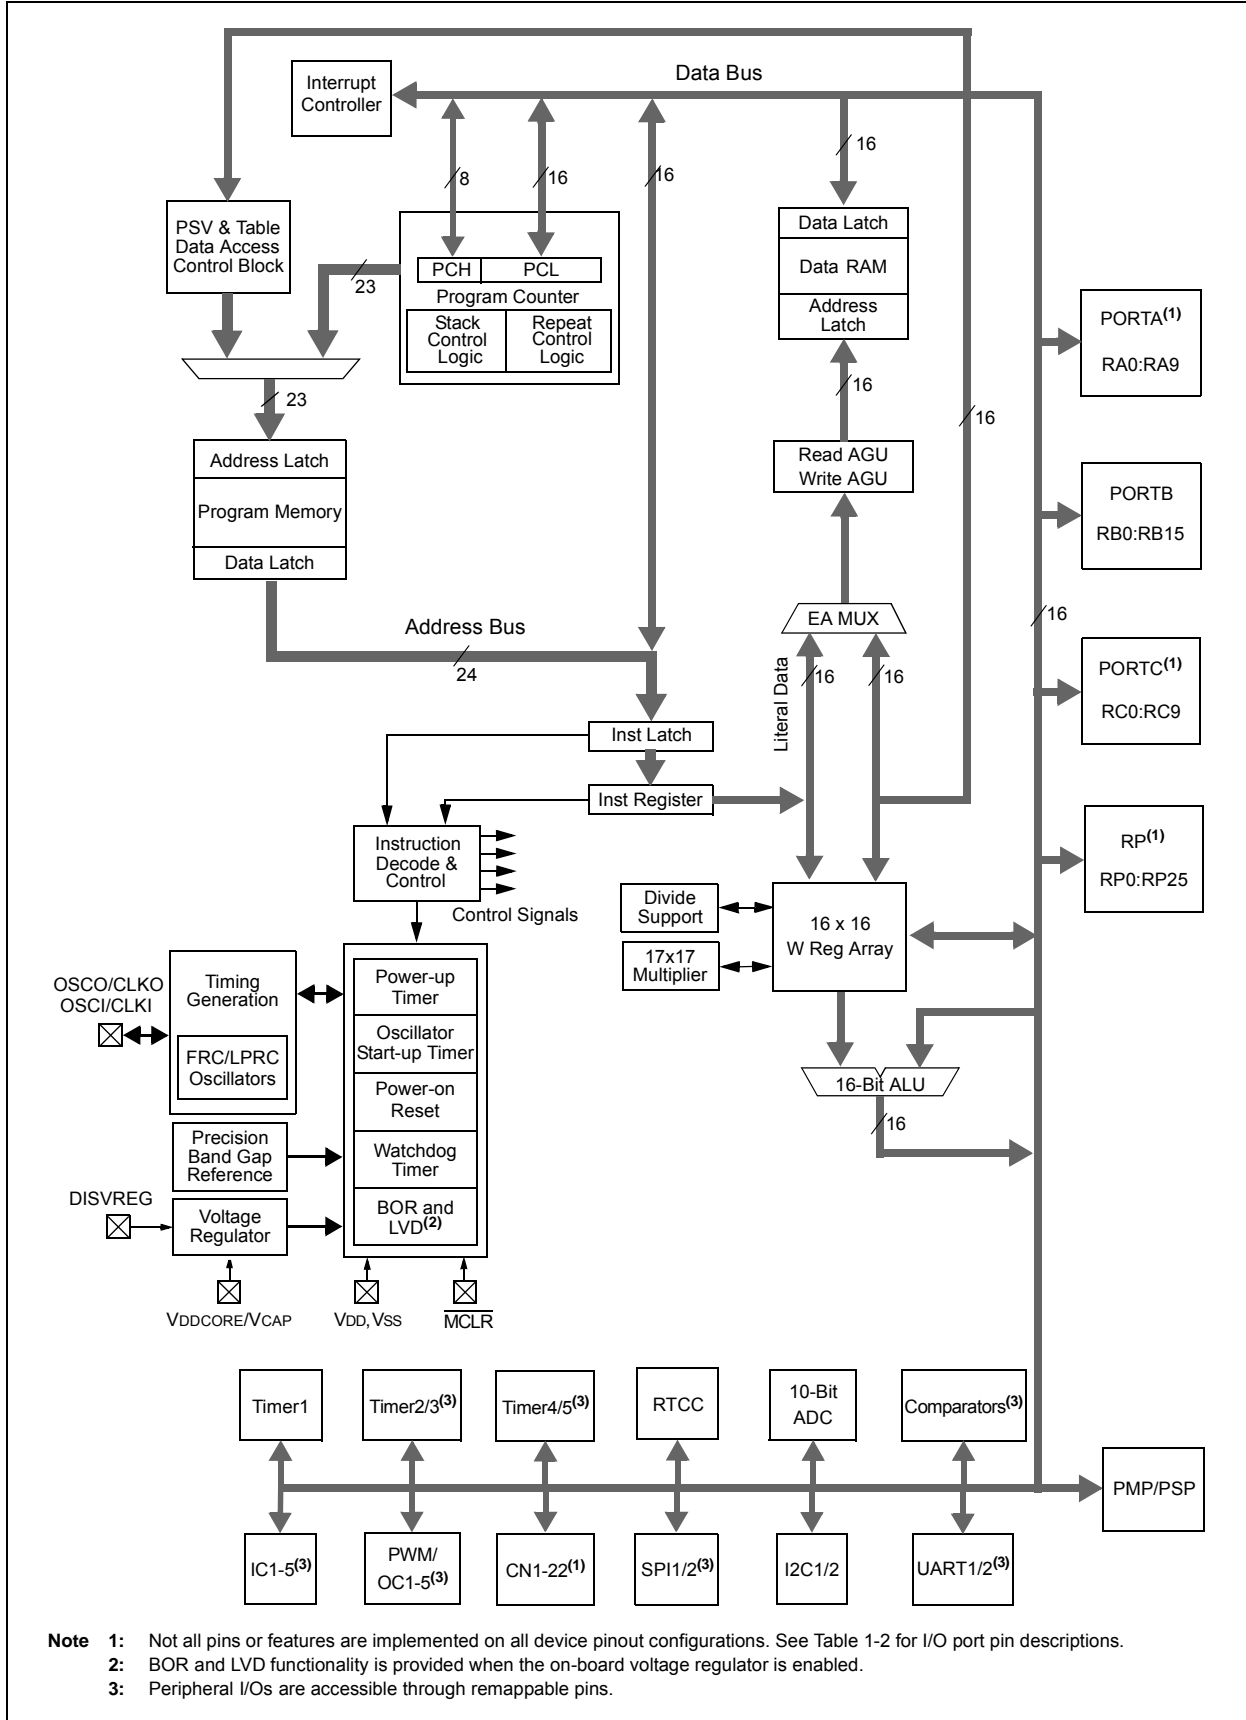 Data Bus
Interrupt
Controller
16
8
16
16
PSV & Table
Data Access
Control Block
Data Latch
Data RAM
Address
Latch
PCH
PCL
Program Counter
Stack
Control
Logic
Repeat
Control
Logic
23
23
16
16
PORTA(1)
RA0:RA9
Address Latch
Program Memory
Data Latch
Read AGU
Write AGU
PORTB
RB0:RB15
EA MUX
Address Bus
24
16
16
16
Literal Data
PORTC(1)
RC0:RC9
Inst Latch
Inst Register
Instruction
Decode &
Control
Control Signals
RP(1)
RP0:RP25
Divide
Support
17x17
Multiplier
16 x 16
W Reg Array
OSCO/CLKO
OSCI/CLKI
Timing
Generation
FRC/LPRC
Oscillators
Power-up
Timer
Oscillator
Start-up Timer
Power-on
Reset
Watchdog
Timer
BOR and
LVD(2)
16-Bit ALU
16
Precision
Band Gap
Reference
DISVREG
Voltage
Regulator
VDDCORE/VCAP
VDD, VSS
MCLR
Timer1
Timer2/3(3)
Timer4/5(3)
RTCC
10-Bit
ADC
Comparators(3)
PMP/PSP
IC1-5(3)
PWM/
OC1-5(3)
CN1-22(1)
SPI1/2(3)
I2C1/2
UART1/2(3)
Note 1: Not all pins or features are implemented on all device pinout configurations. See Table 1-2 for I/O port pin descriptions.
2: BOR and LVD functionality is provided when the on-board voltage regulator is enabled.
3: Peripheral I/Os are accessible through remappable pins.